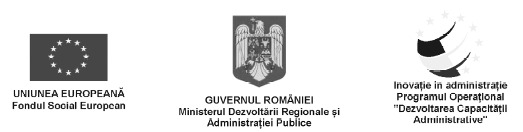 UNIUNEA EUROPEANĂ
Fondul Social European
GUVERNUL ROMÂNIEI
Ministerul Dezvoltării Regionale și
Administrației Publice
Inovație în administrație
Programul Operațional
"Dezvoltarea Capacității
Administrative"